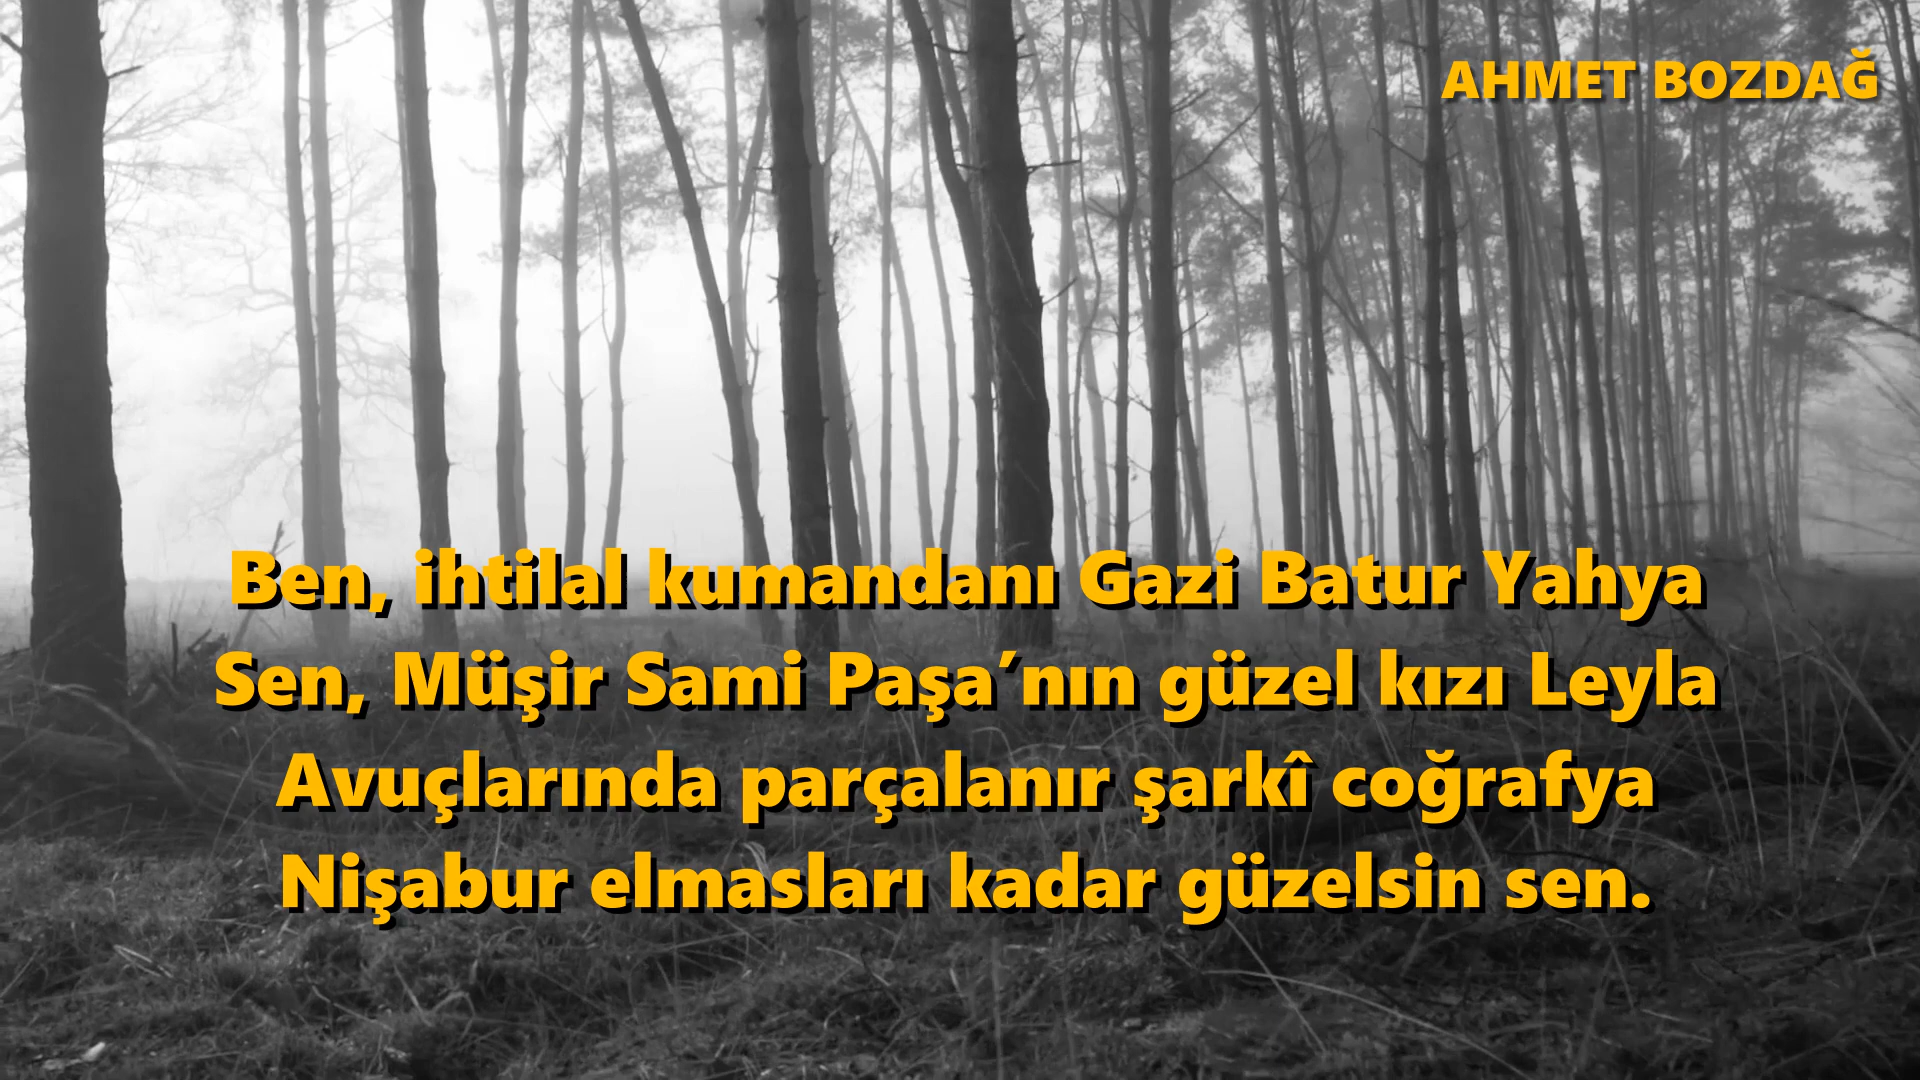 AHMET BOZDAĞ
Ben, ihtilal kumandanı Gazi Batur Yahya
Sen, Müşir Sami Paşa’nın güzel kızı Leyla
Avuçlarında parçalanır şarkî coğrafya
Nişabur elmasları kadar güzelsin sen.